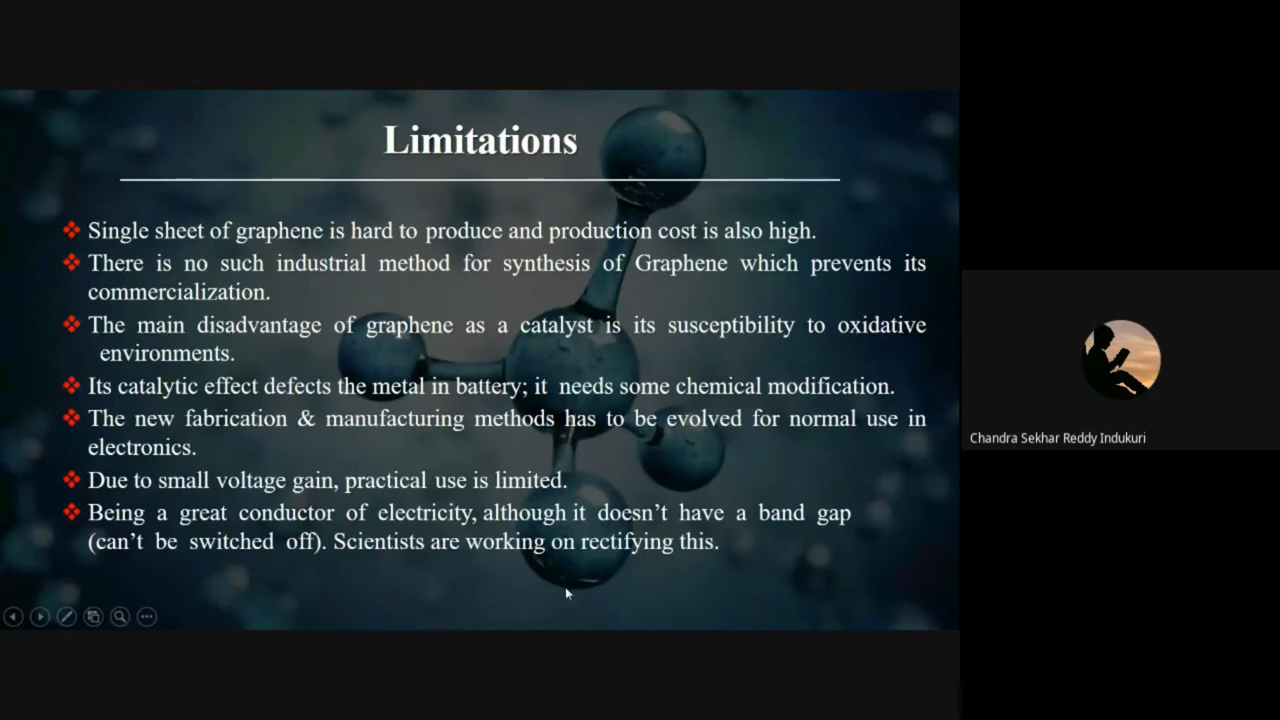 Limitations
Single sheet of graphene is hard to produce and production cost is also high.
There is no such industrial method for synthesis of Graphene which prevents its
commercialization.
The main disadvantage of graphene as a catalyst is its susceptibility to oxidative
environments.
Its catalytic effect defects the metal in battery; it needs some chemical modification.
The new fabrication & manufacturing methods has to be evolved for normal use in
electronics.
Due to small voltage gain, practical use is limited.
Being a great conductor of electricity, although it doesn't have a band gap
(can't be switched off). Scientists are working on rectifying this.
Chandra Sekhar Reddy Indukuri